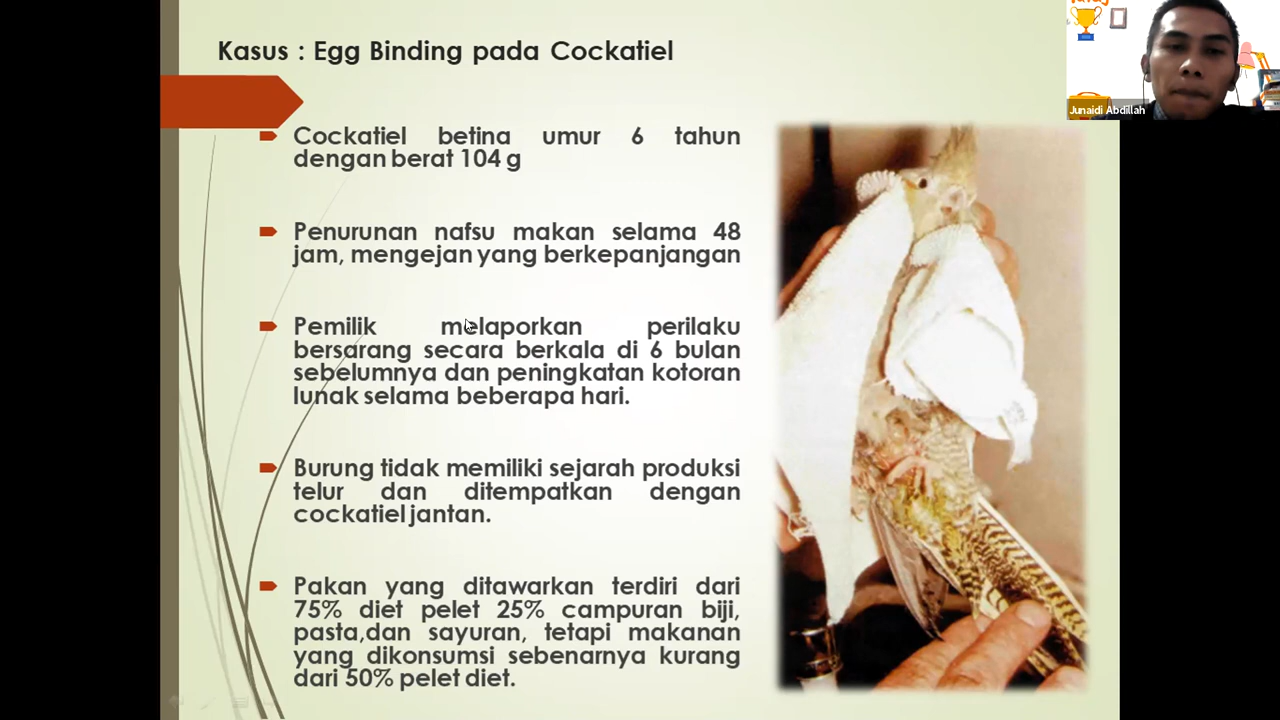 Kasus : Egg Binding pada Cockatiel
Junaidi Abdillah
Cockatiel betina umur 6 tahun
dengan berat 104 g
Penurunan nafsu makan selama 48
jam, mengejan yang berkepanjangan
Pemilik melaporkan perilaku
bersarang secara berkala di 6 bulan
sebelumnya dan peningkatan kotoran
lunak selama beberapa hari.
Burung tidak memiliki sejarah produksi
telur dan ditempatkan dengan
cockatiel jantan.
Pakan yang ditawarkan terdiri dari
75% diet pelet 25% campuran biji,
pasta,dan sayuran, tetapi makanan
yang dikonsumsi sebenarnya kurang
dari 50% pelet diet.